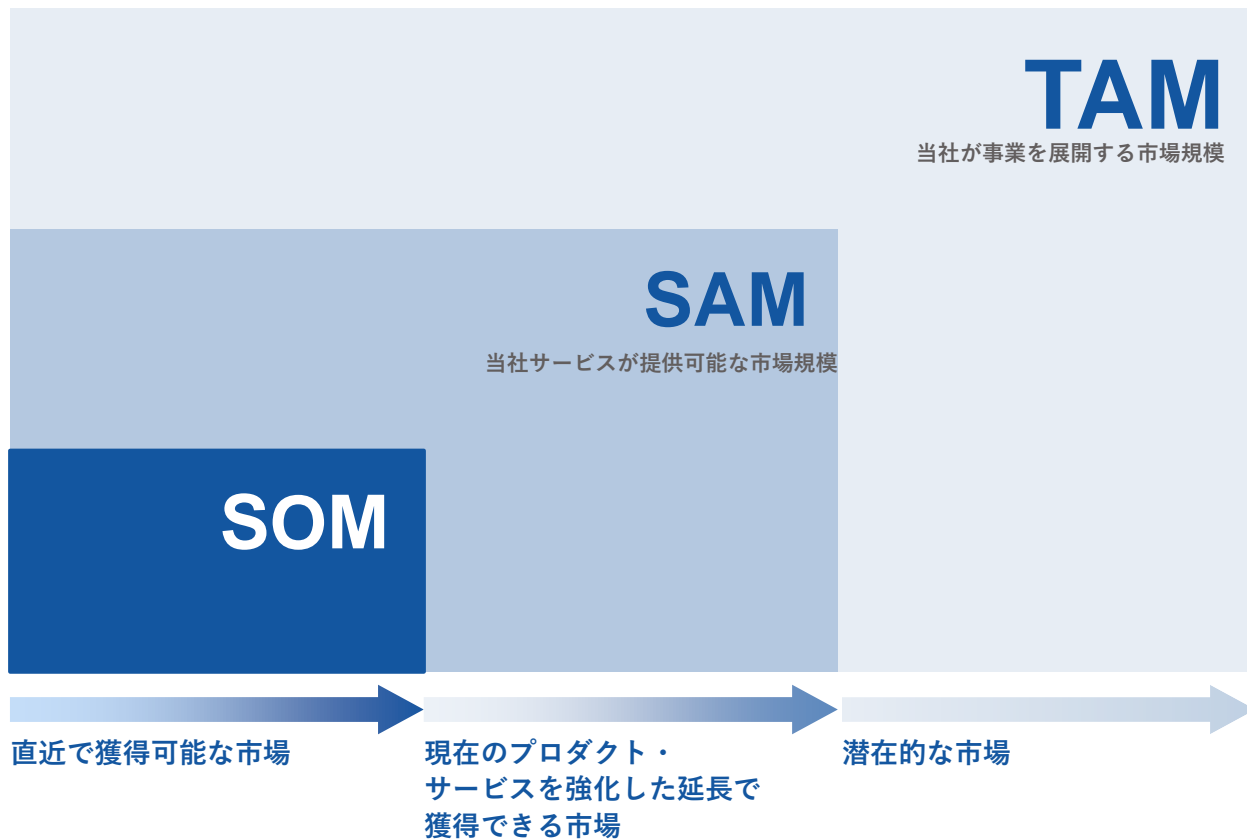 TAM
当社が事業を展開する市場規模
SAM
当社サービスが提供可能な市場規模
SOM
直近で獲得可能な市場
現在のプロダクト・
サービスを強化した延長で
獲得できる市場
潜在的な市場